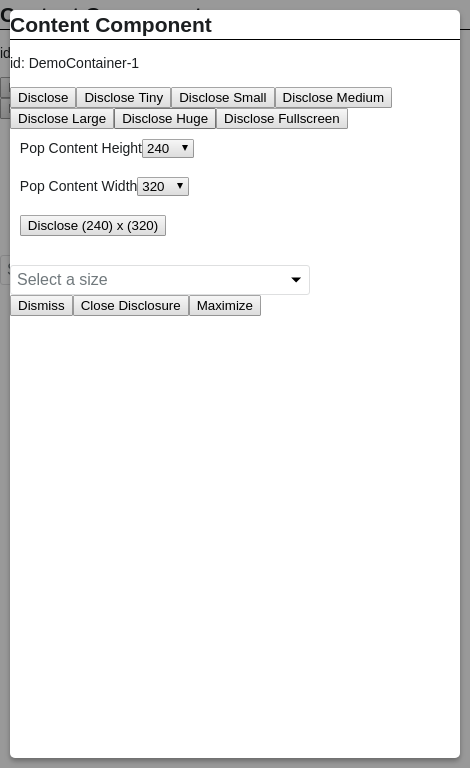 Content Component
id: DemoContainer-1
Disclose Disclose Tiny Disclose Small Disclose Medium
Disclose Large Disclose Huge Disclose Fullscreen
Pop Content Height 240
Pop Content Width 320
Disclose (240) x (320)
Select a size
Dismiss Close Disclosure Maximize